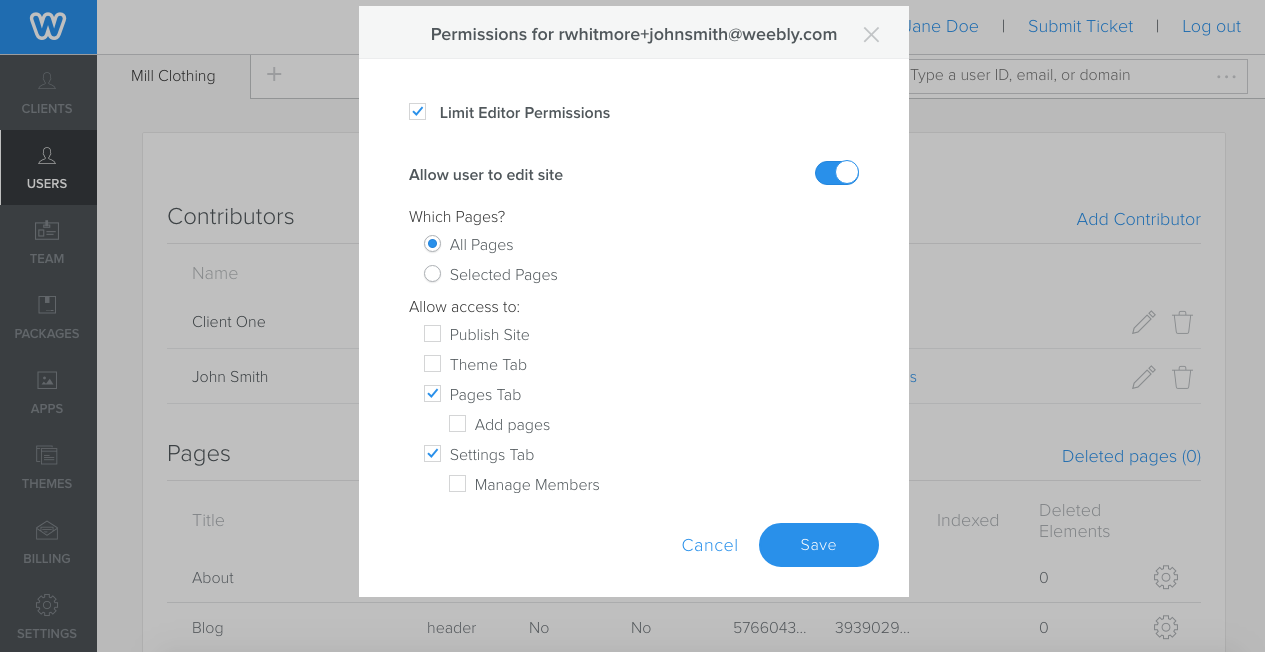 Permissions for rwhitmore+johnsmith@weebly.com
Jane Doe | Submit Ticket | Log out
Mill Clothing
Type a user ID, email, or domain
CLIENTS
USERS
TEAM
PACKAGES
APPS
THEMES
BILLING
SETTINGS
Limit Editor Permissions
Allow user to edit site
Which Pages?
All Pages
Selected Pages
Allow access to:
Publish Site
Theme Tab
Pages Tab
Add pages
Settings Tab
Manage Members
Cancel Save
Contributors Add Contributor
Name
Client One
John Smith
Pages Deleted pages (0)
Title Indexed Deleted
Elements
About 0
Blog header No No 5766043... 3939029... 0